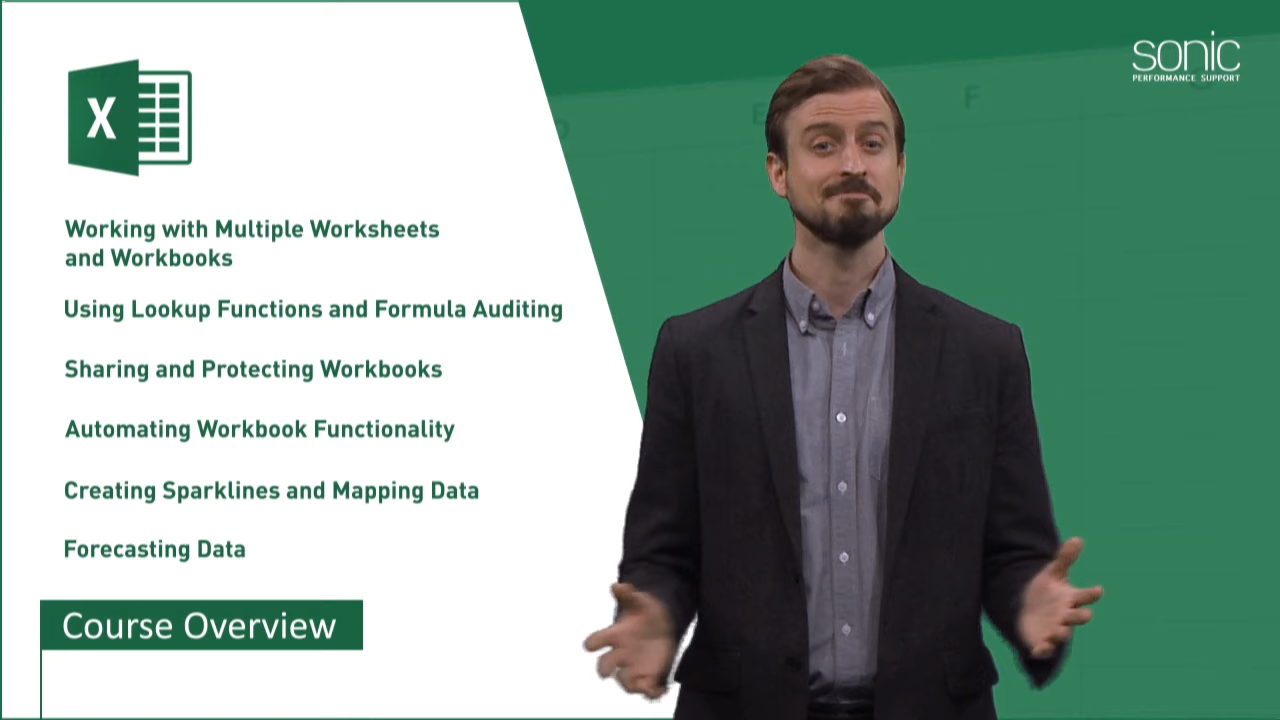 sonic
PERFORMANCE SUPPORT
X
D
E
F
G
Working with Multiple Worksheets
and Workbooks
Using Lookup Functions and Formula Auditing
Sharing and Protecting Workbooks
Automating Workbook Functionality
Creating Sparklines and Mapping Data
Forecasting Data
Course Overview